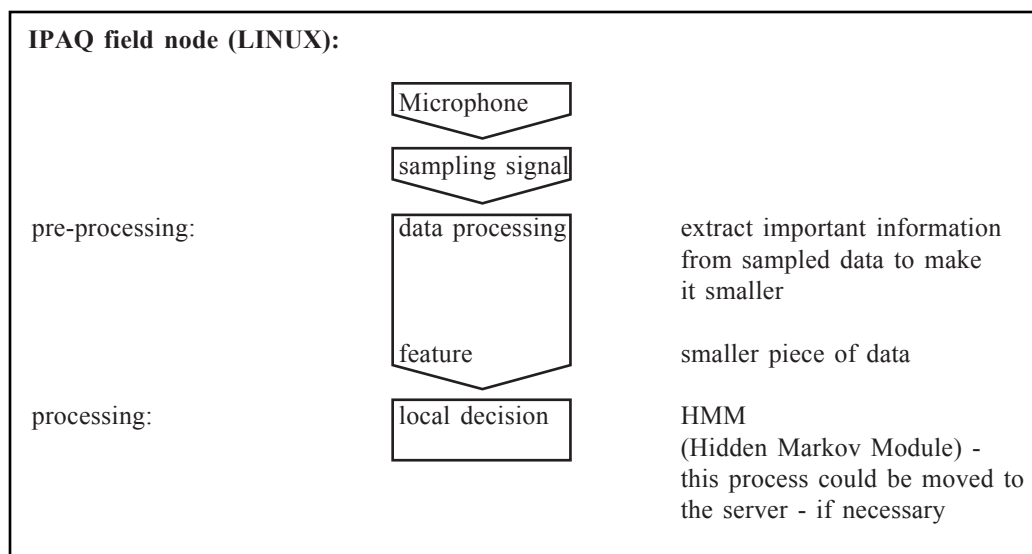 IPAQ field node (LINUX):
Microphone
sampling signal
pre-processing:
data processing
extract important information
from sampled data to make
it smaller
feature
smaller piece of data
processing:
local decision
HMM
(Hidden Markov Module) -
this process could be moved to
the server - if necessary